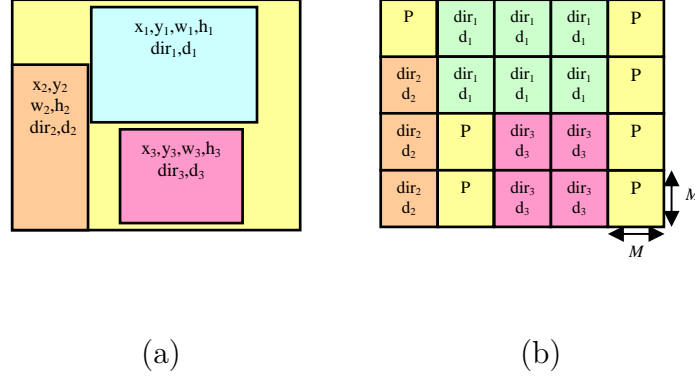 x₁,y₁,w₁,h₁
dir₁,d₁
x₂,y₂
w₂,h₂
dir₂,d₂
x₃,y₃,w₃,h₃
dir₃,d₃
(a)
P dir₁ dir₁ dir₁ P
d₁ d₁ d₁
dir₂ dir₁ dir₁ dir₁ P
d₂ d₁ d₁ d₁
dir₂ P dir₃ dir₃ P
d₂ d₃ d₃
dir₂ P dir₃ dir₃ P
d₂ d₃ d₃
M
M
(b)